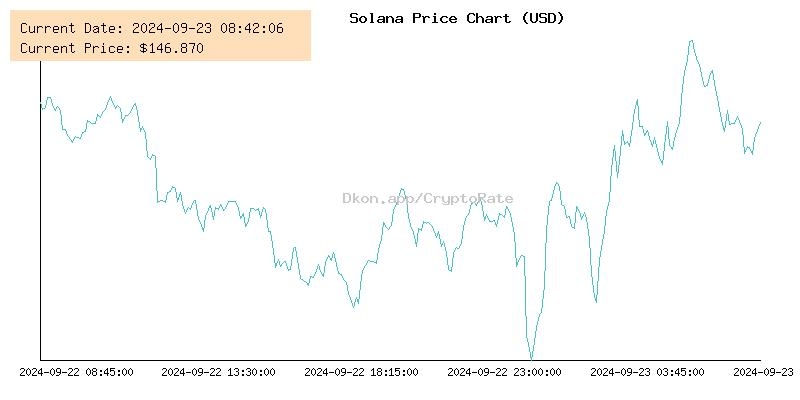 Solana Price Chart (USD)
Current Date: 2024-09-23 08:42:06
Current Price: $146.870
Dkon.app/CryptoRate
2024-09-22 08:45:00 2024-09-22 13:30:00 2024-09-22 18:15:00 2024-09-22 23:00:00 2024-09-23 03:45:00 2024-09-23